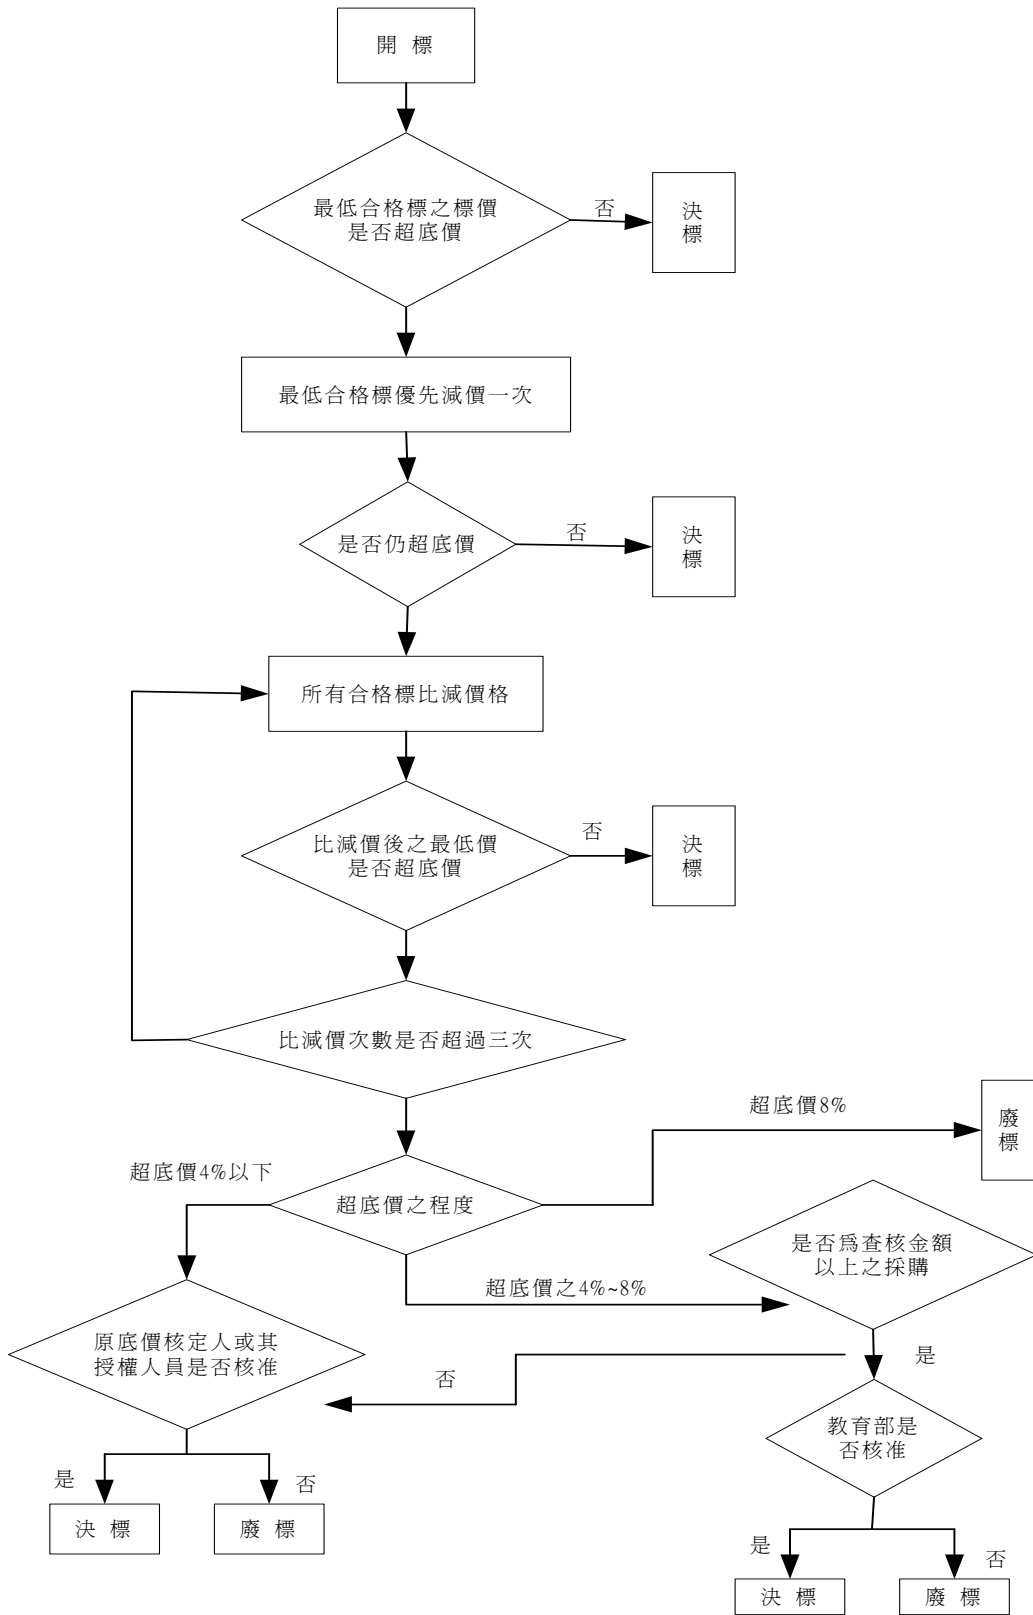 開 標
最低合格標之標價
是否超底價
否
決
標
最低合格標優先減價一次
是否仍超底價
否
決
標
所有合格標比減價格
比減價後之最低價
是否超底價
否
決
標
比減價次數是否超過三次
超底價8%
廢
標
超底價4%以下
超底價之程度
是否爲查核金額
以上之採購
超底價之4%~8%
原底價核定人或其
授權人員是否核准
否
是
教育部是
否核准
是
否
決 標
廢 標
是
否
決 標
廢 標